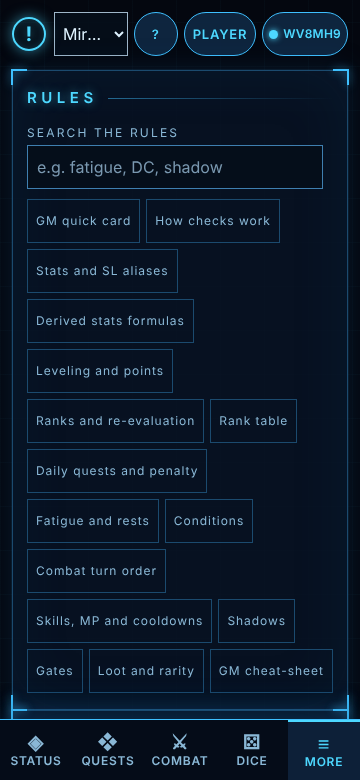 ! Mir... ? PLAYER WV8MH9
RULES
SEARCH THE RULES
e.g. fatigue, DC, shadow
GM quick card How checks work
Stats and SL aliases
Derived stats formulas
Leveling and points
Ranks and re-evaluation Rank table
Daily quests and penalty
Fatigue and rests Conditions
Combat turn order
Skills, MP and cooldowns Shadows
Gates Loot and rarity GM cheat-sheet
STATUS QUESTS COMBAT DICE MORE